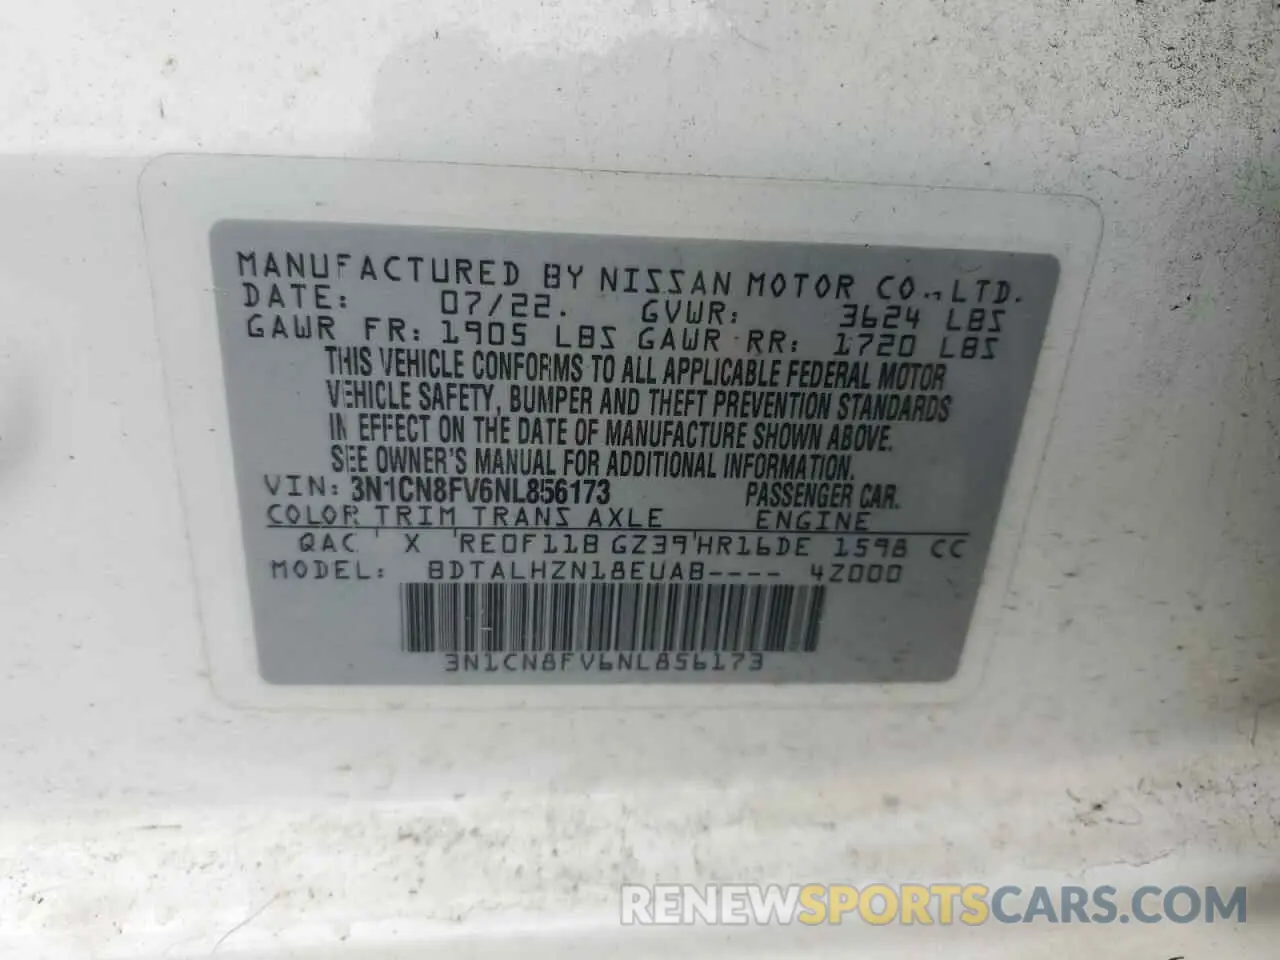 MANUFACTURED BY NISSAN MOTOR CO., LTD.
DATE: 07/22. GVWR: 3624 LBS
GAWR FR: 1905 LBS GAWR RR: 1720 LBS
THIS VEHICLE CONFORMS TO ALL APPLICABLE FEDERAL MOTOR
VEHICLE SAFETY, BUMPER AND THEFT PREVENTION STANDARDS
IN EFFECT ON THE DATE OF MANUFACTURE SHOWN ABOVE.
SEE OWNER'S MANUAL FOR ADDITIONAL INFORMATION.
VIN: 3N1CN8FV6NL856173 PASSENGER CAR.
COLOR TRIM TRANS AXLE ENGINE
QAC X RE0F11B GZ39 HR16DE 1598 CC
MODEL: BDTALHZN18EUAB---- 4Z000
3N1CN8FV6NL856173
RENEWSPORTSCARS.COM